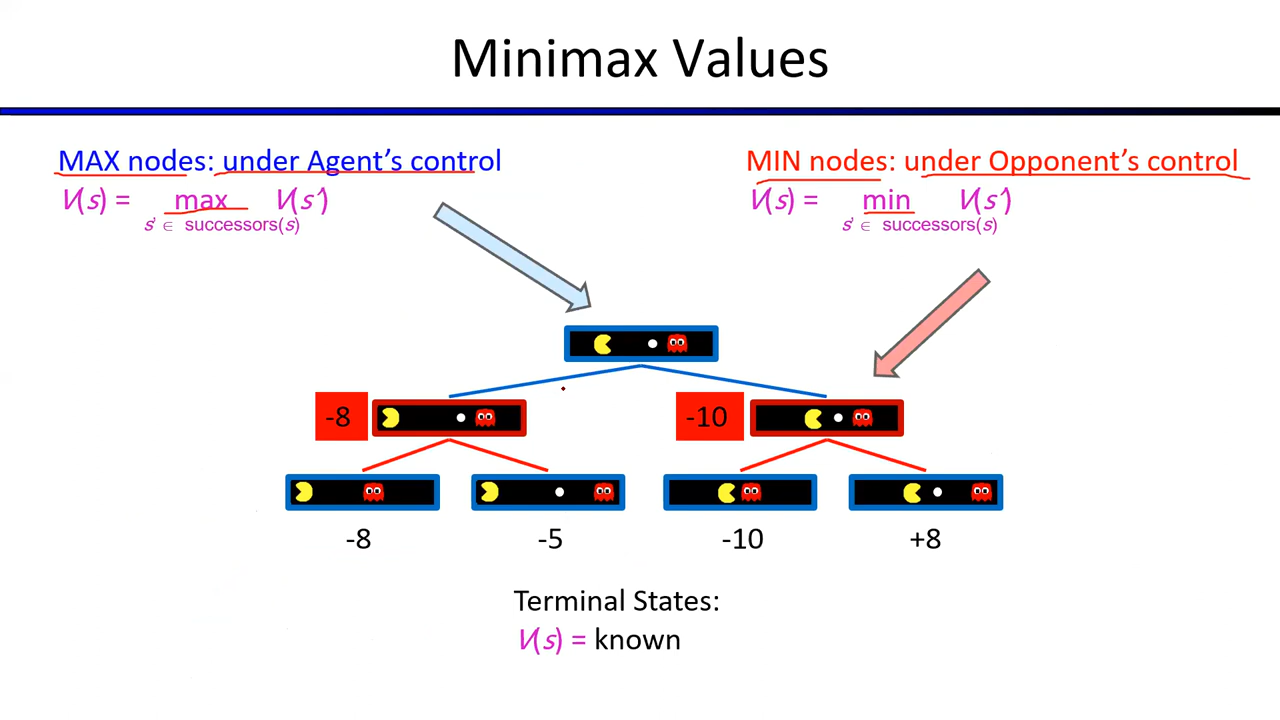 Minimax Values
MAX nodes: under Agent's control
V(s) = max V(s')
s' ∈ successors(s)
MIN nodes: under Opponent's control
V(s) = min V(s')
s' ∈ successors(s)
-8
-10
-8
-5
-10
+8
Terminal States:
V(s) = known